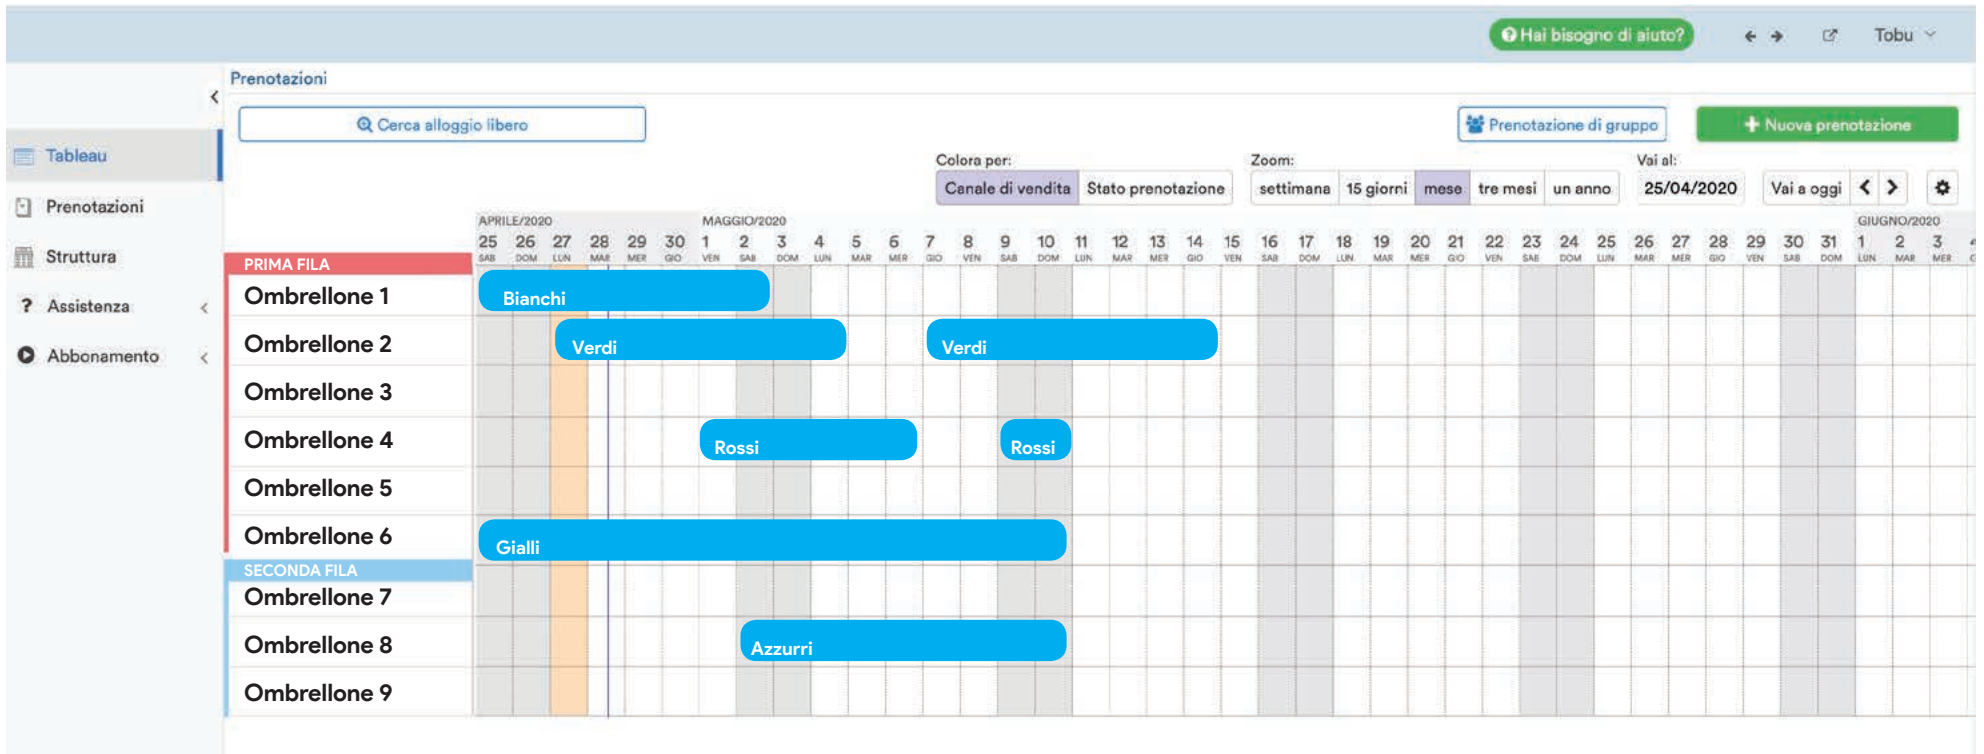 Hai bisogno di aiuto?
Tobu
Prenotazioni
Cerca alloggio libero
Prenotazione di gruppo
Nuova prenotazione
Tableau
Prenotazioni
Struttura
Assistenza
Abbonamento
Colora per:
Zoom:
Vai al:
Canale di vendita Stato prenotazione settimana 15 giorni mese tre mesi un anno 25/04/2020 Vai a oggi
APRILE/2020 MAGGIO/2020 GIUGNO/2020
25 26 27 28 29 30 1 2 3 4 5 6 7 8 9 10 11 12 13 14 15 16 17 18 19 20 21 22 23 24 25 26 27 28 29 30 31 1 2 3
SAB DOM LUN MAR MER GIO VEN SAB DOM LUN MAR MER GIO VEN SAB DOM LUN MAR MER GIO VEN SAB DOM LUN MAR MER GIO VEN SAB DOM LUN MAR MER GIO VEN SAB DOM LUN MAR MER
PRIMA FILA
Ombrellone 1 Bianchi
Ombrellone 2 Verdi Verdi
Ombrellone 3
Ombrellone 4 Rossi Rossi
Ombrellone 5
Ombrellone 6 Gialli
SECONDA FILA
Ombrellone 7
Ombrellone 8 Azzurri
Ombrellone 9